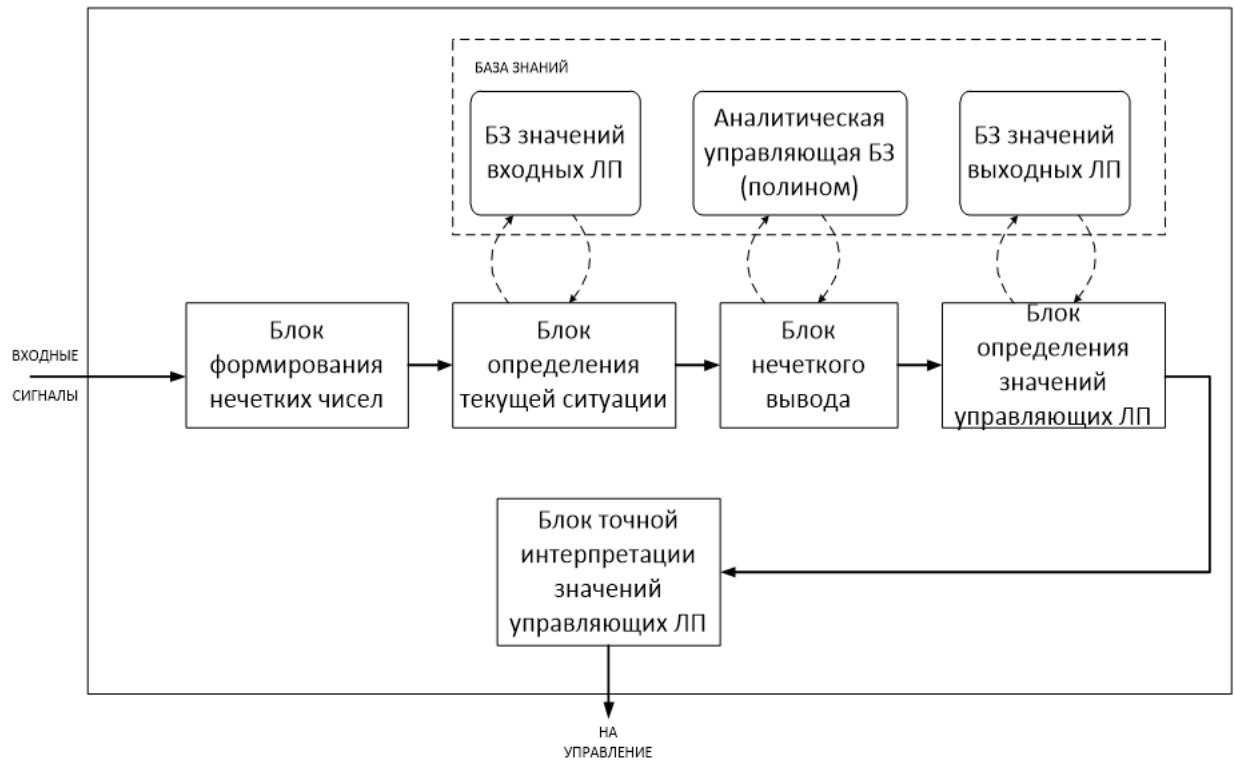 БАЗА ЗНАНИЙ
БЗ значений
входных ЛП
Аналитическая
управляющая БЗ
(полином)
БЗ значений
выходных ЛП
ВХОДНЫЕ
СИГНАЛЫ
Блок
формирования
нечетких чисел
Блок
определения
текущей ситуации
Блок
нечеткого
вывода
Блок
определения
значений
управляющих ЛП
Блок точной
интерпретации
значений
управляющих ЛП
НА
УПРАВЛЕНИЕ